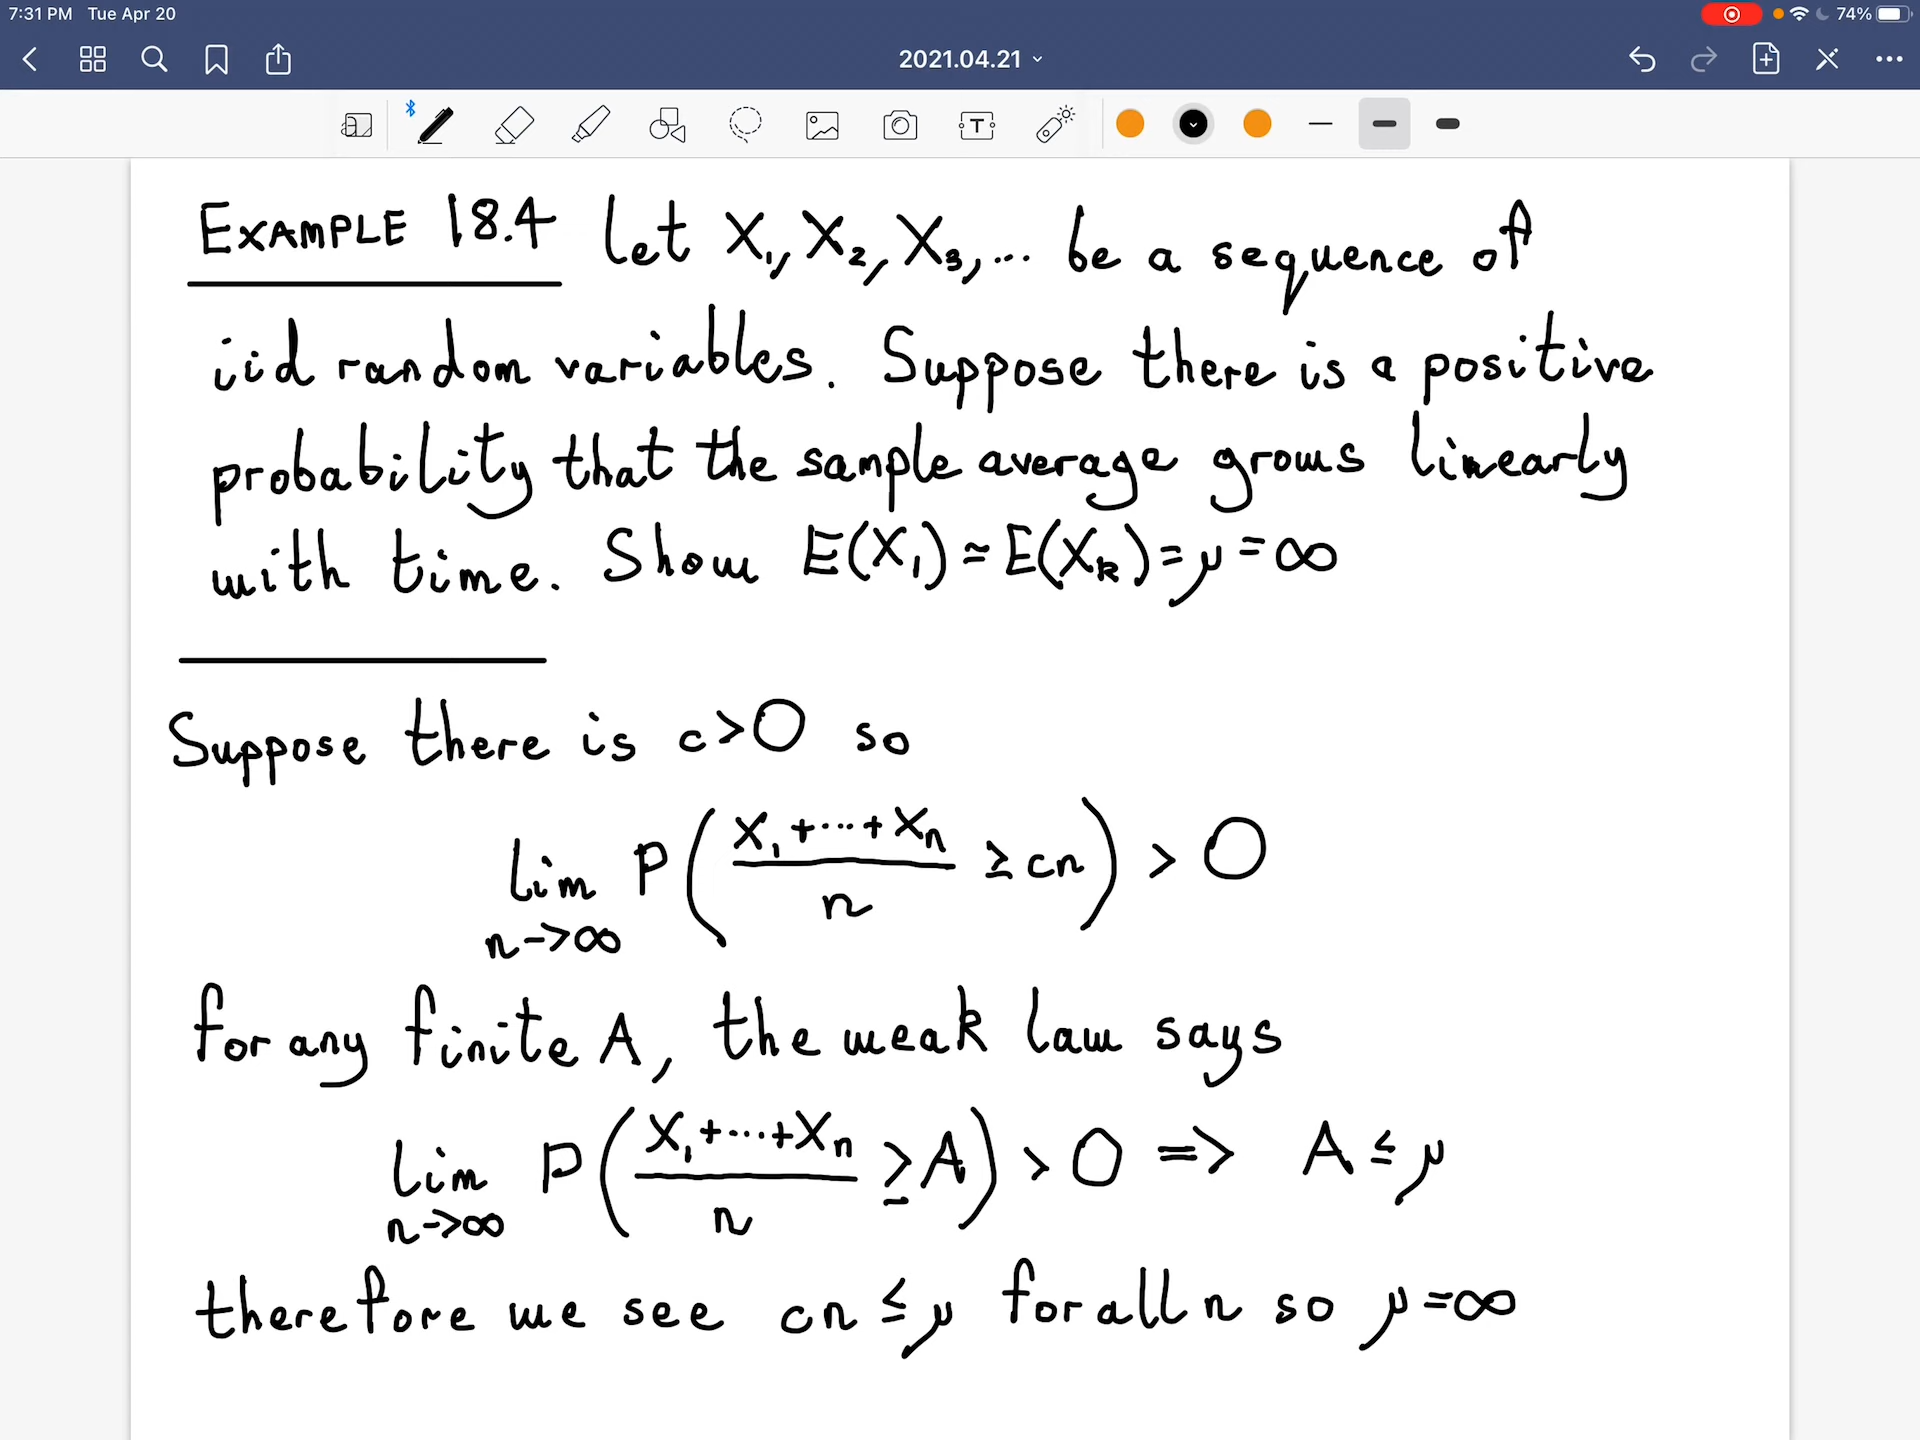 7:31 PM Tue Apr 20
74%
2021.04.21
EXAMPLE 18.4 Let X₁, X₂, X₃, ... be a sequence of
iid random variables. Suppose there is a positive
probability that the sample average grows linearly
with time. Show E(X₁) = E(Xₖ) = μ = ∞
Suppose there is c>0 so
lim n->∞ P( (X₁+···+Xₙ)/n ≥ cn ) > 0
for any finite A, the weak law says
lim n->∞ P( (X₁+···+Xₙ)/n ≥ A ) > 0 => A ≤ μ
therefore we see cn ≤ μ for all n so μ=∞